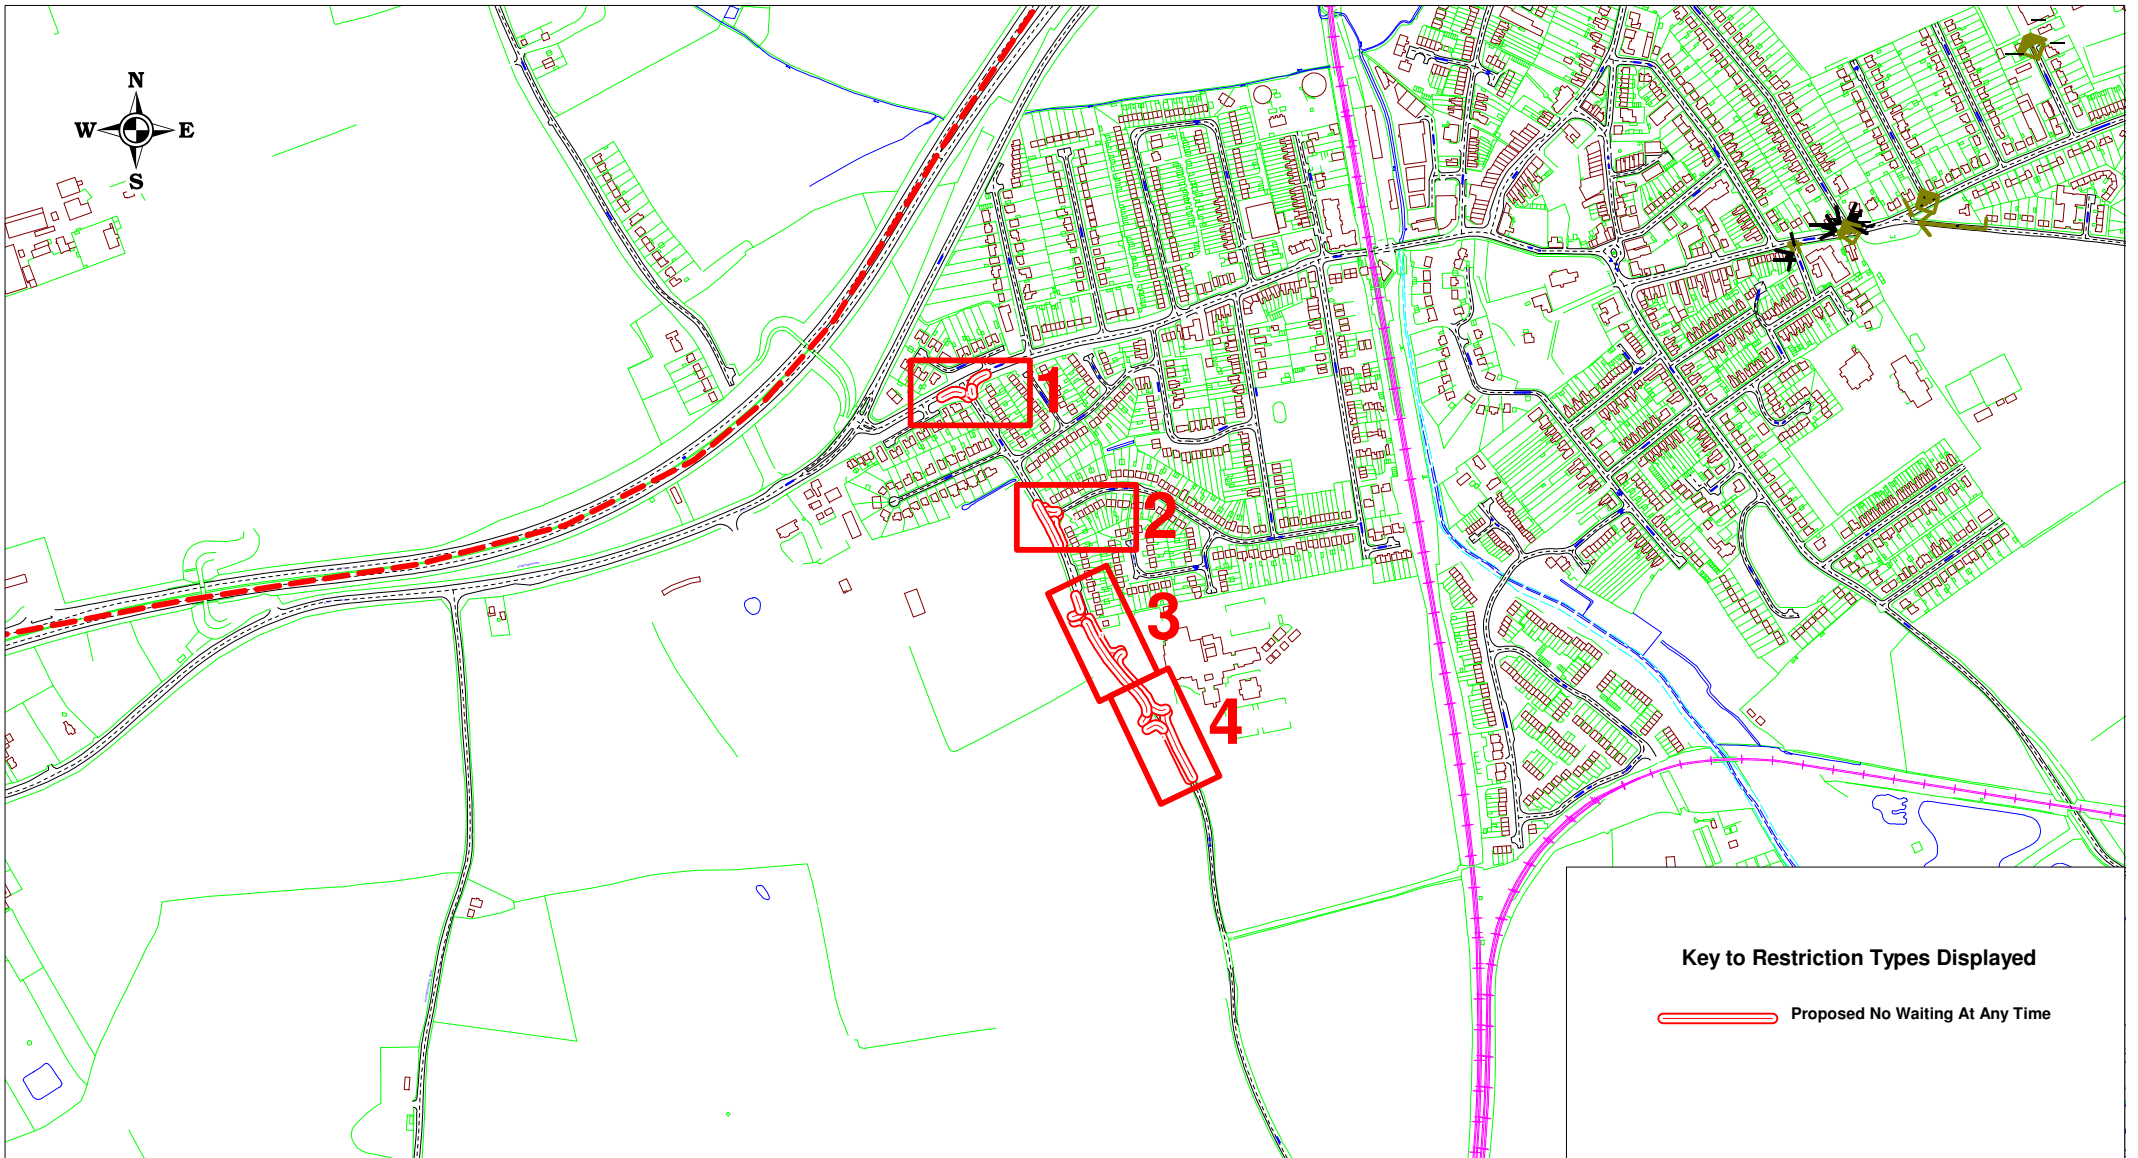 N
W E
S
1
2
3
4
Key to Restriction Types Displayed
Proposed No Waiting At Any Time